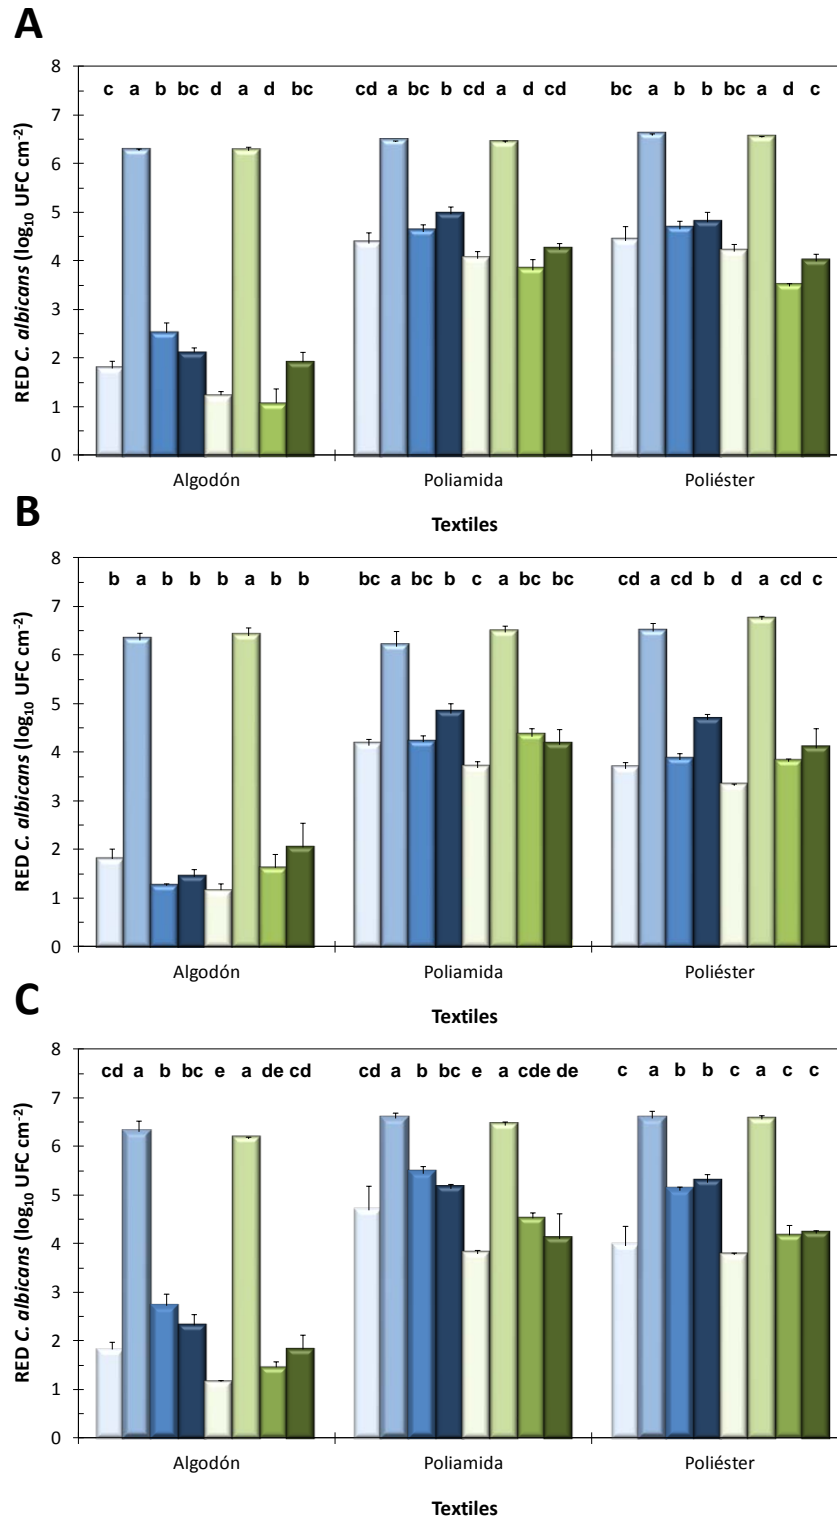 A
8
c a b bc d a d bc cd a bc b cd a d cd bc a b b bc a d c
7
6
5
4
3
2
1
0
RED C. albicans (log10 UFC cm-2)
Algodón Poliamida Poliéster
Textiles
B
8
b a b b b a b b bc a bc b c a bc bc cd a cd b d a cd c
7
6
5
4
3
2
1
0
RED C. albicans (log10 UFC cm-2)
Algodón Poliamida Poliéster
Textiles
C
8
cd a b bc e a de cd cd a b bc e a cde de c a b b c a c c
7
6
5
4
3
2
1
0
RED C. albicans (log10 UFC cm-2)
Algodón Poliamida Poliéster
Textiles